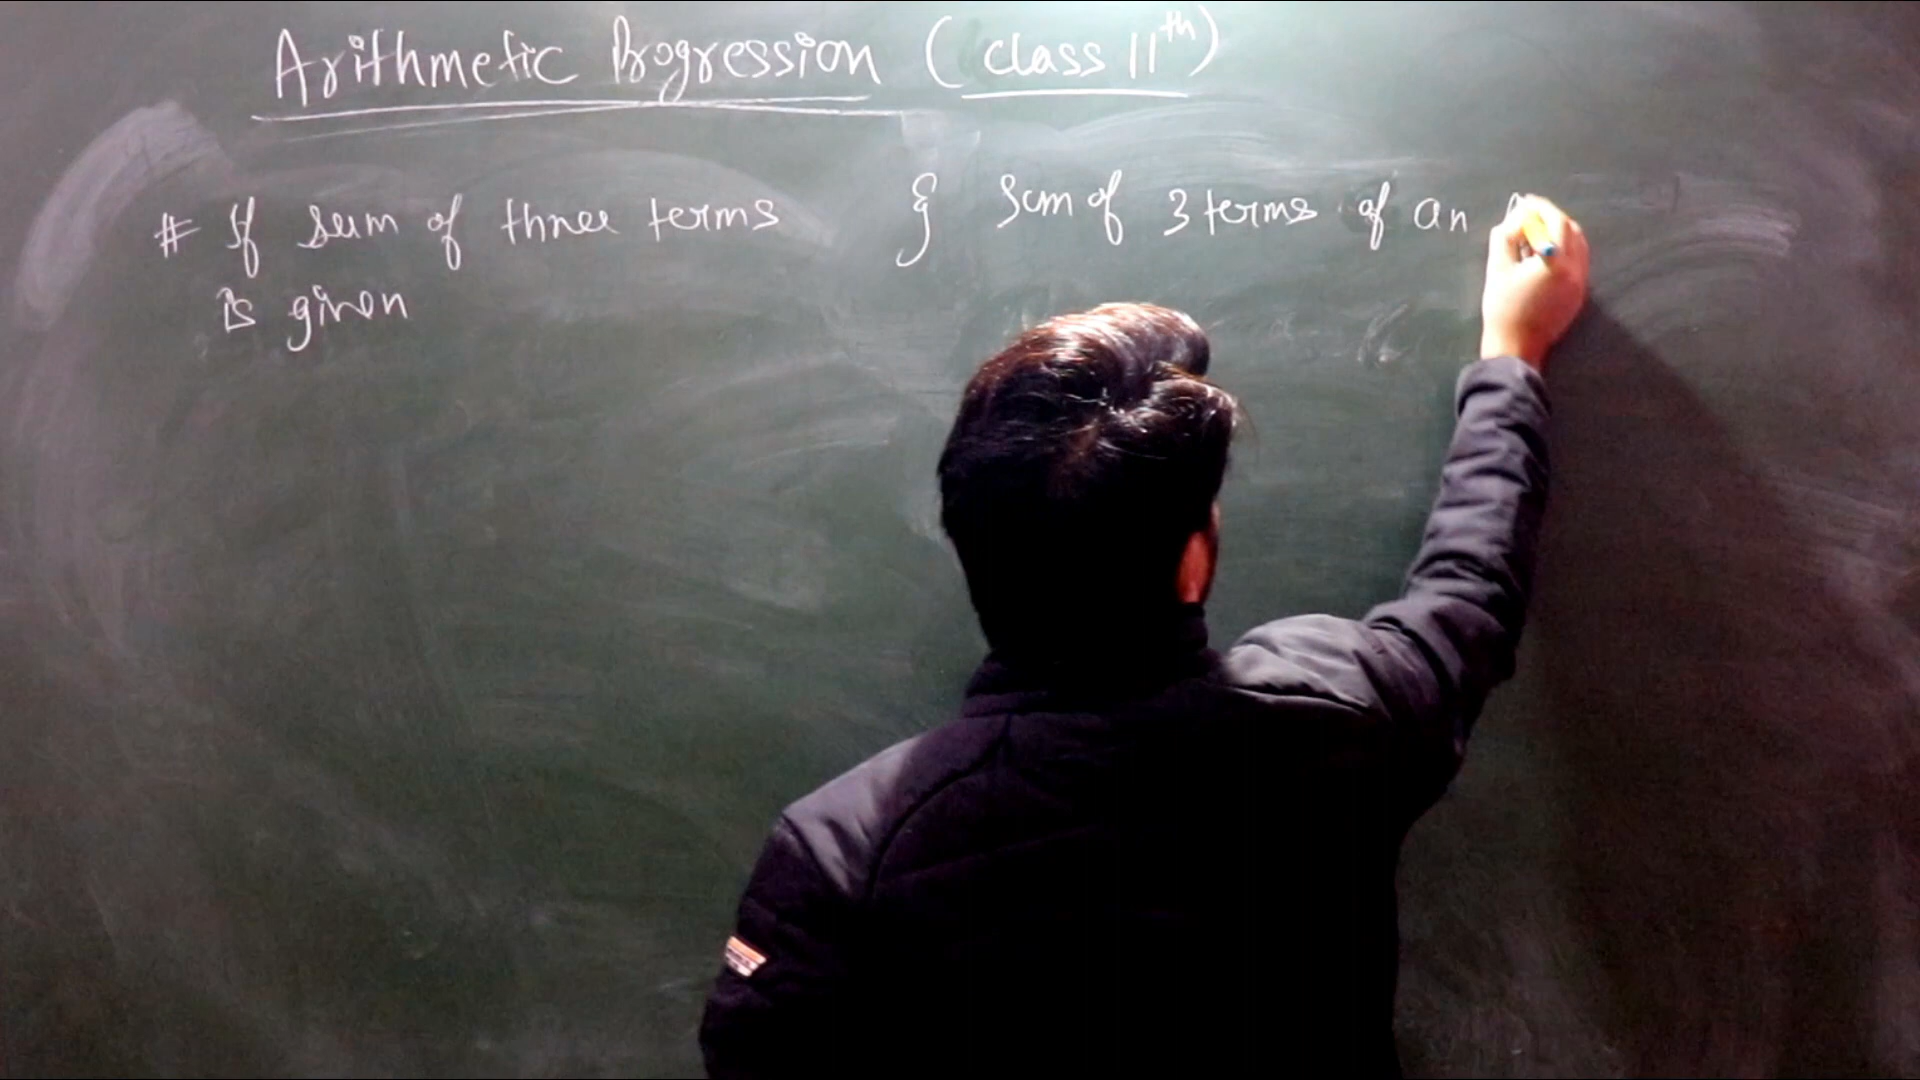 Arithmetic Progression (class 11th)
# If sum of three terms
is given
Sum of 3 terms of an